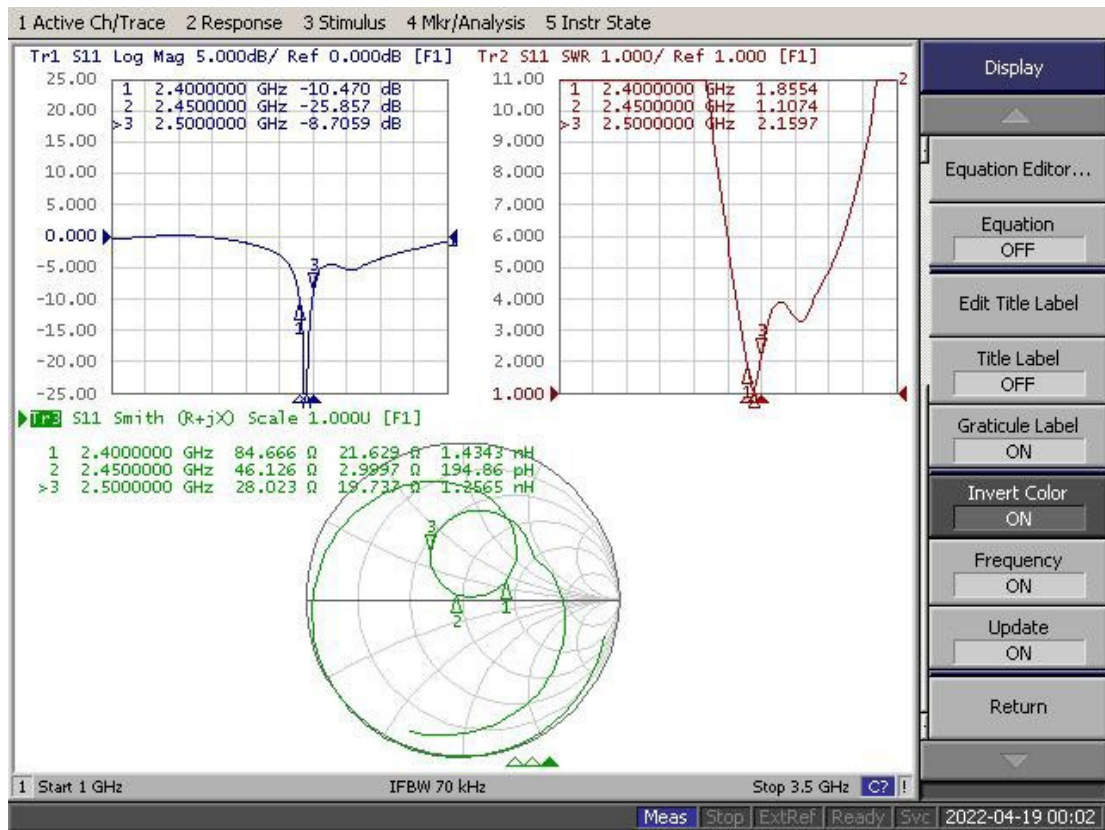 1 Active Ch/Trace 2 Response 3 Stimulus 4 Mkr/Analysis 5 Instr State
Tr1 S11 Log Mag 5.000dB/ Ref 0.000dB [F1]
25.00
20.00
15.00
10.00
5.000
0.000
-5.000
-10.00
-15.00
-20.00
-25.00
1 2.4000000 GHz -10.470 dB
2 2.4500000 GHz -25.857 dB
>3 2.5000000 GHz -8.7059 dB
3
1
Tr2 S11 SWR 1.000/ Ref 1.000 [F1]
11.00
10.00
9.000
8.000
7.000
6.000
5.000
4.000
3.000
2.000
1.000
1 2.4000000 GHz 1.8554
2 2.4500000 GHz 1.1074
>3 2.5000000 GHz 2.1597
2
3
1
Tr3 S11 Smith (R+jX) Scale 1.000U [F1]
1 2.4000000 GHz 84.666 Ω 21.629 Ω 1.4343 nH
2 2.4500000 GHz 46.126 Ω 2.9997 Ω 194.86 pH
>3 2.5000000 GHz 28.023 Ω 19.737 Ω 1.2565 nH
3
1
2
1 Start 1 GHz IFBW 70 kHz Stop 3.5 GHz C? !
Display
Equation Editor...
Equation
OFF
Edit Title Label
Title Label
OFF
Graticule Label
ON
Invert Color
ON
Frequency
ON
Update
ON
Return
Meas Stop ExtRef Ready Svc 2022-04-19 00:02